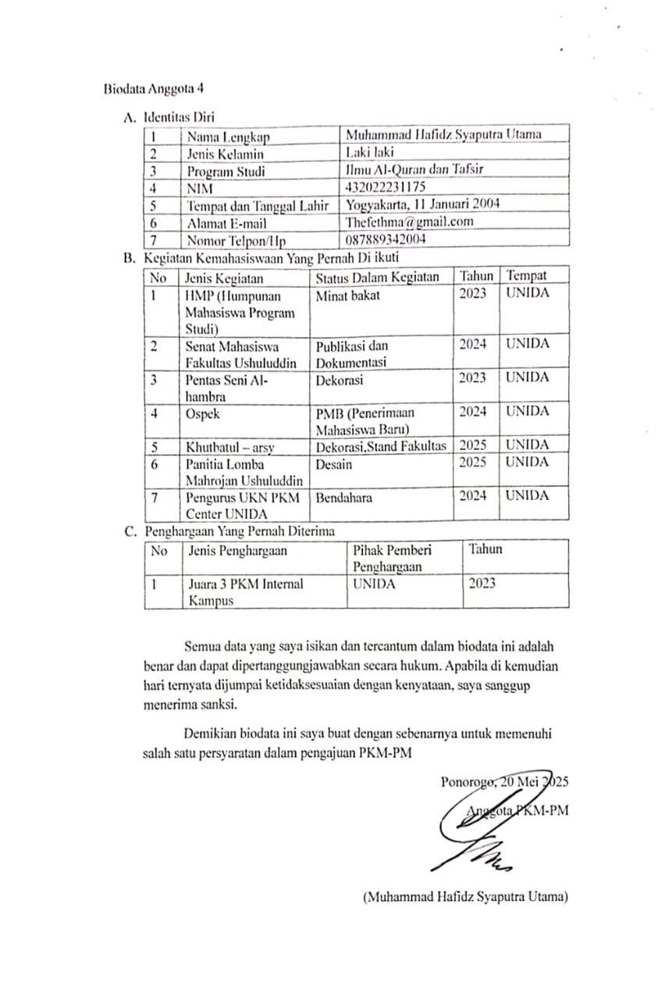 Biodata Anggota 4
A. Identitas Diri
1 Nama Lengkap Muhammad Hafidz Syaputra Utama
2 Jenis Kelamin Laki laki
3 Program Studi Ilmu Al-Quran dan Tafsir
4 NIM 432022231175
5 Tempat dan Tanggal Lahir Yogyakarta, 11 Januari 2004
6 Alamat E-mail Thefethma@gmail.com
7 Nomor Telpon/Hp 087889342004
B. Kegiatan Kemahasiswaan Yang Pernah Di ikuti
No Jenis Kegiatan Status Dalam Kegiatan Tahun Tempat
1 HMP (Humpunan Minat bakat 2023 UNIDA
Mahasiswa Program
Studi)
2 Senat Mahasiswa Publikasi dan 2024 UNIDA
Fakultas Ushuluddin Dokumentasi
3 Pentas Seni Al- Dekorasi 2023 UNIDA
hambra
4 Ospek PMB (Penerimaan 2024 UNIDA
Mahasiswa Baru)
5 Khutbatul – arsy Dekorasi,Stand Fakultas 2025 UNIDA
6 Panitia Lomba Desain 2025 UNIDA
Mahrojan Ushuluddin
7 Pengurus UKN PKM Bendahara 2024 UNIDA
Center UNIDA
C. Penghargaan Yang Pernah Diterima
No Jenis Penghargaan Pihak Pemberi Tahun
Penghargaan
1 Juara 3 PKM Internal UNIDA 2023
Kampus
Semua data yang saya isikan dan tercantum dalam biodata ini adalah
benar dan dapat dipertanggungjawabkan secara hukum. Apabila di kemudian
hari ternyata dijumpai ketidaksesuaian dengan kenyataan, saya sanggup
menerima sanksi.
Demikian biodata ini saya buat dengan sebenarnya untuk memenuhi
salah satu persyaratan dalam pengajuan PKM-PM
Ponorogo, 20 Mei 2025
Anggota PKM-PM
(Muhammad Hafidz Syaputra Utama)